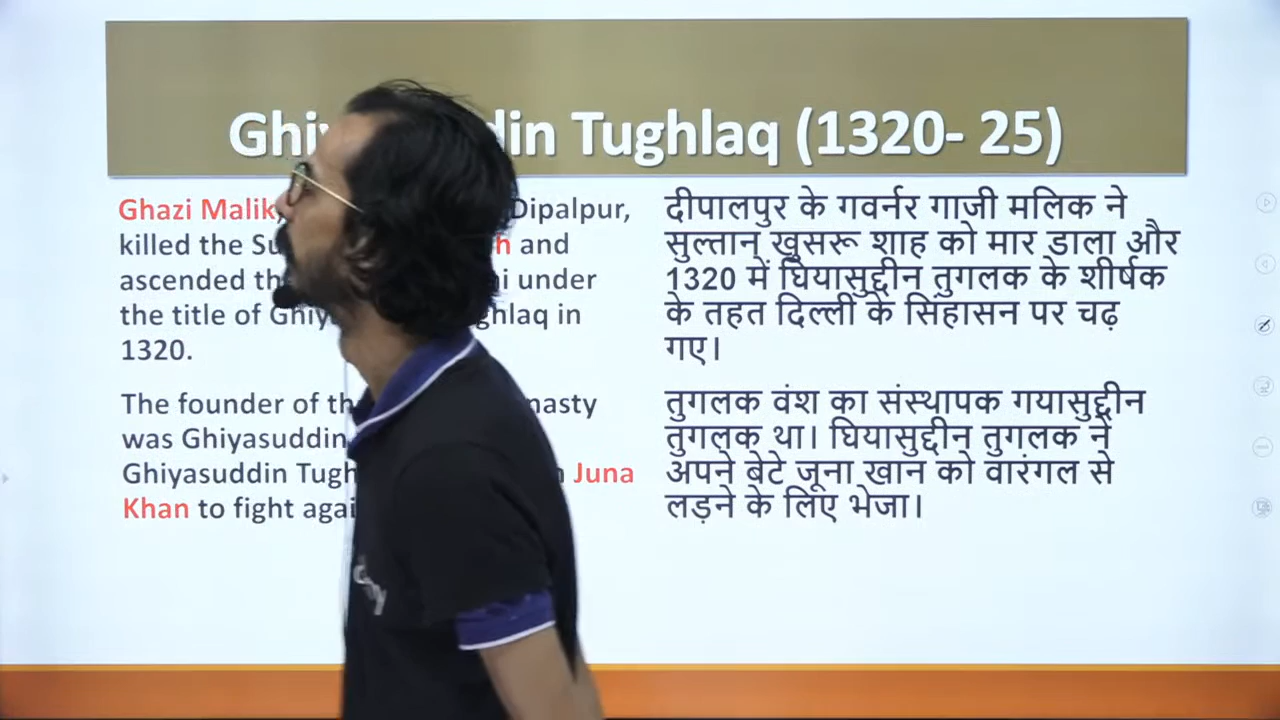 Ghi din Tughlaq (1320- 25)
Ghazi Malik Dipalpur,
killed the Su h and
ascended th i under
the title of Ghiy ghlaq in
1320.
The founder of th nasty
was Ghiyasuddin
Ghiyasuddin Tugh Juna
Khan to fight agai
दीपालपुर के गवर्नर गाजी मलिक ने
सुल्तान खुसरू शाह को मार डाला और
1320 में घियासुद्दीन तुगलक के शीर्षक
के तहत दिल्ली के सिंहासन पर चढ़
गए।
तुगलक वंश का संस्थापक गयासुद्दीन
तुगलक था। घियासुद्दीन तुगलक ने
अपने बेटे जूना खान को वारंगल से
लड़ने के लिए भेजा।